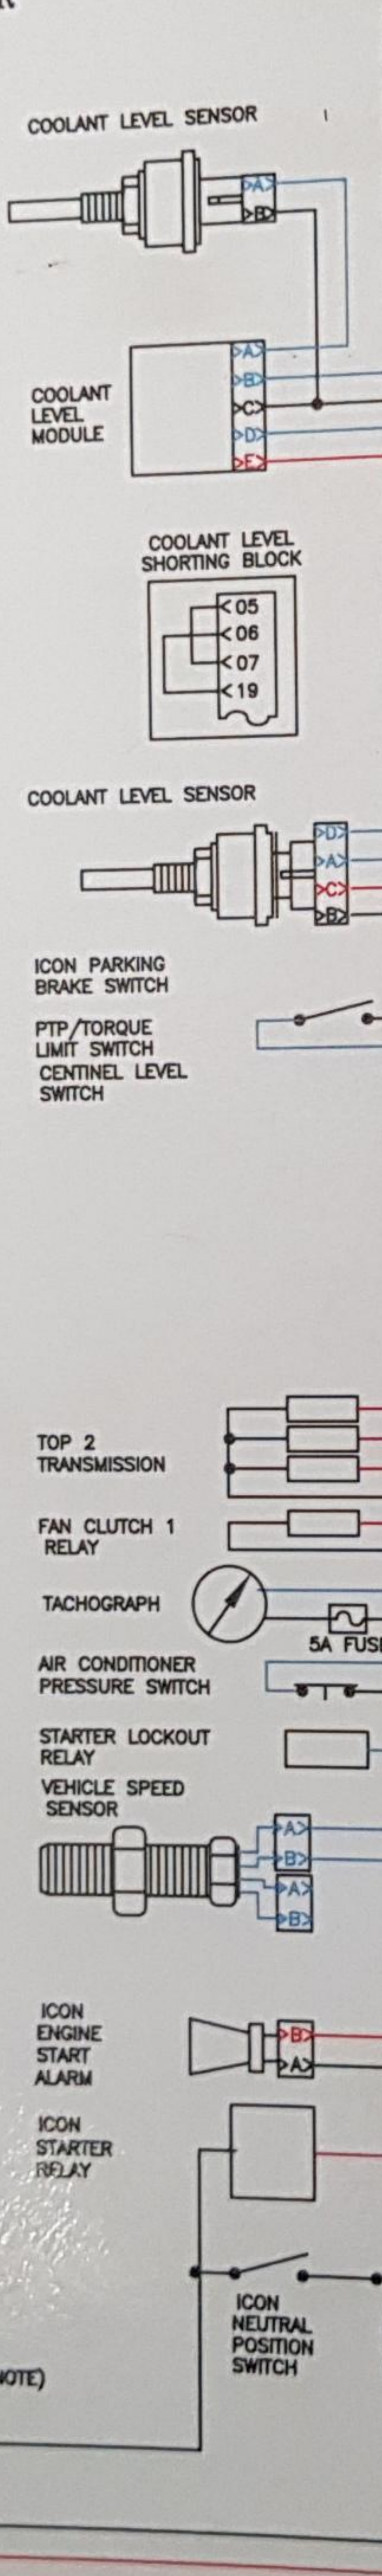 COOLANT LEVEL SENSOR
A
B
A
B
C
D
E
COOLANT
LEVEL
MODULE
COOLANT LEVEL
SHORTING BLOCK
05
06
07
19
COOLANT LEVEL SENSOR
D
A
C
B
ICON PARKING
BRAKE SWITCH
PTP/TORQUE
LIMIT SWITCH
CENTINEL LEVEL
SWITCH
TOP 2
TRANSMISSION
FAN CLUTCH 1
RELAY
TACHOGRAPH
5A FUS
AIR CONDITIONER
PRESSURE SWITCH
STARTER LOCKOUT
RELAY
VEHICLE SPEED
SENSOR
A
B
A
B
ICON
ENGINE
START
ALARM
B
A
ICON
STARTER
RELAY
ICON
NEUTRAL
POSITION
SWITCH
OTE)